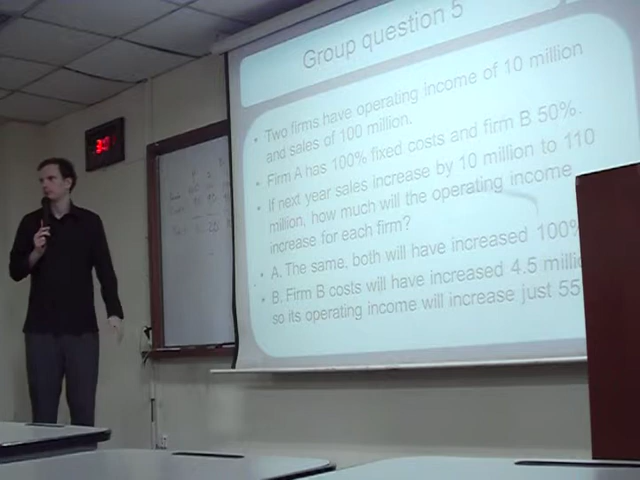 Group question 5
• Two firms have operating income of 10 million
and sales of 100 million.
• Firm A has 100% fixed costs and firm B 50%.
• If next year sales increase by 10 million to 110
million, how much will the operating income
increase for each firm?
• A. The same, both will have increased 100%
• B. Firm B costs will have increased 4.5
so its operating income will increase just 55